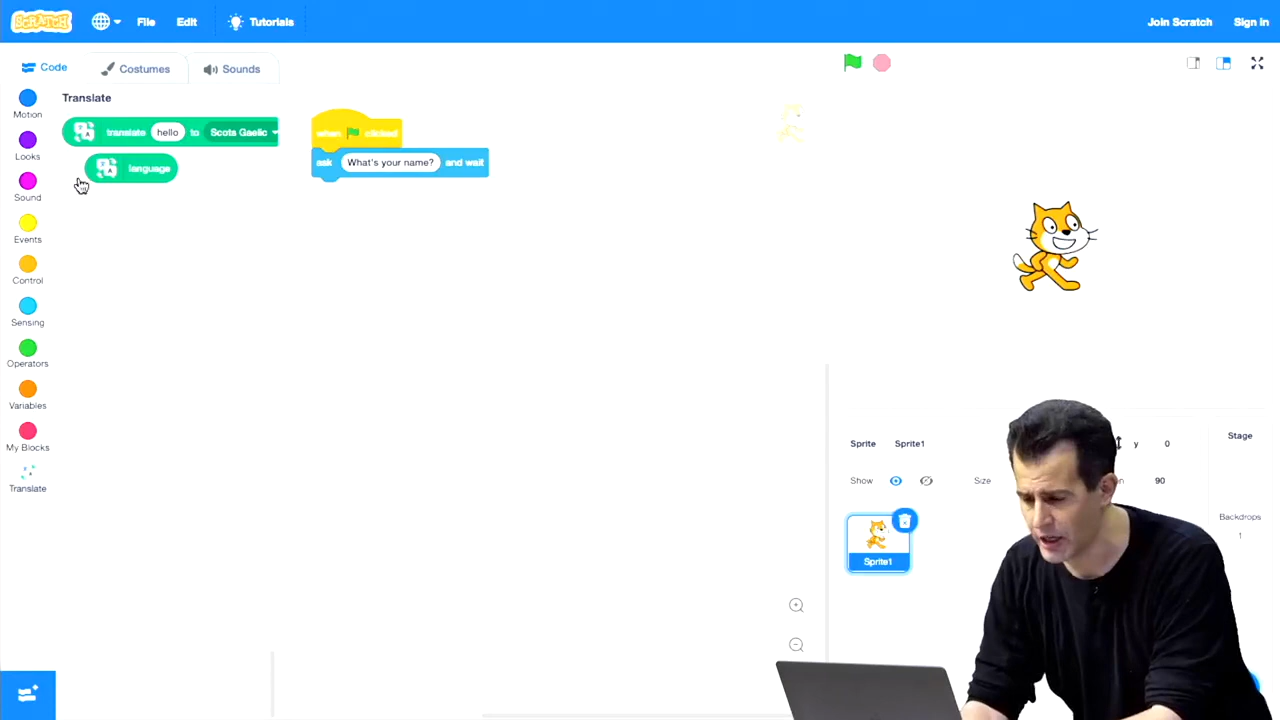 SCRATCH
File
Edit
Tutorials
Join Scratch
Sign in
Code
Costumes
Sounds
Motion
Looks
Sound
Events
Control
Sensing
Operators
Variables
My Blocks
Translate
Translate
translate hello to Scots Gaelic
language
when clicked
ask What's your name? and wait
Sprite
Sprite1
y
0
Show
Size
90
Sprite1
Stage
Backdrops
1